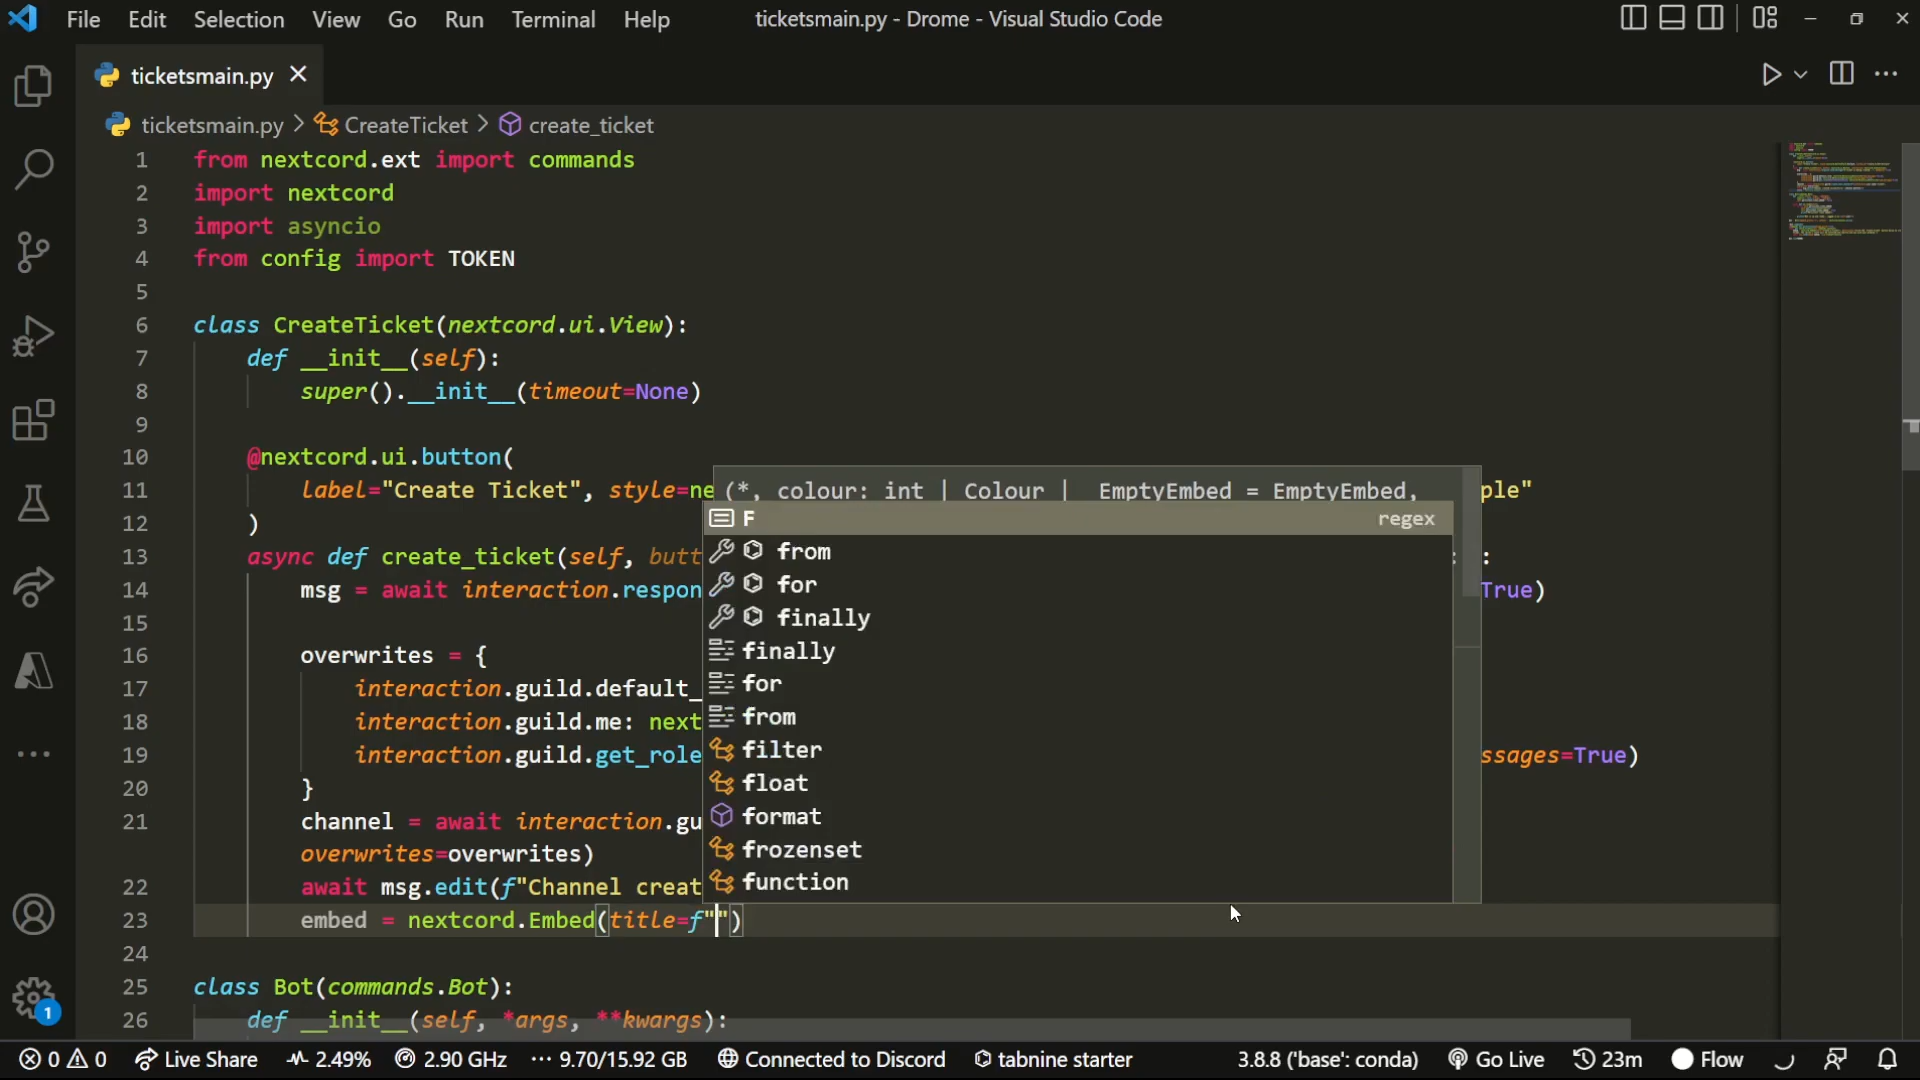 File Edit Selection View Go Run Terminal Help
ticketsmain.py - Drome - Visual Studio Code
ticketsmain.py
ticketsmain.py > CreateTicket > create_ticket
1 from nextcord.ext import commands
2 import nextcord
3 import asyncio
4 from config import TOKEN
5
6 class CreateTicket(nextcord.ui.View):
7 def __init__(self):
8 super().__init__(timeout=None)
9
10 @nextcord.ui.button(
11 label="Create Ticket", style=ne ple"
(*, colour: int | Colour | EmptyEmbed = EmptyEmbed,
12 )
F regex
from
13 async def create_ticket(self, butt :
for
14 msg = await interaction.respon True)
finally
15
finally
16 overwrites = {
for
17 interaction.guild.default_
from
18 interaction.guild.me: next
filter
19 interaction.guild.get_role ssages=True)
float
20 }
format
21 channel = await interaction.gu
frozenset
overwrites=overwrites)
function
22 await msg.edit(f"Channel creat
23 embed = nextcord.Embed(title=f"")
24
25 class Bot(commands.Bot):
26 def __init__(self, *args, **kwargs):
1
0 0 Live Share 2.49% 2.90 GHz 9.70/15.92 GB Connected to Discord tabnine starter 3.8.8 ('base': conda) Go Live 23m Flow